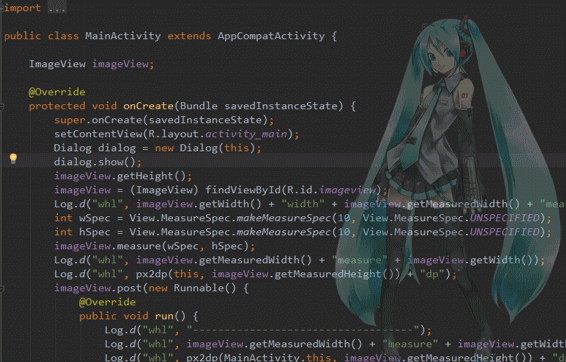 import ...
public class MainActivity extends AppCompatActivity {
ImageView imageView;
@Override
protected void onCreate(Bundle savedInstanceState) {
super.onCreate(savedInstanceState);
setContentView(R.layout.activity_main);
Dialog dialog = new Dialog(this);
dialog.show();
imageView.getHeight();
imageView = (ImageView) findViewById(R.id.imageview);
Log.d("whl", imageView.getWidth() + "width" + imageView.getMeasuredWidth() + "mea
int wSpec = View.MeasureSpec.makeMeasureSpec(10, View.MeasureSpec.UNSPECIFIED);
int hSpec = View.MeasureSpec.makeMeasureSpec(10, View.MeasureSpec.UNSPECIFIED);
imageView.measure(wSpec, hSpec);
Log.d("whl", imageView.getMeasuredWidth() + "measure" + imageView.getWidth());
Log.d("whl", px2dp(this, imageView.getMeasuredHeight()) + "dp");
imageView.post(new Runnable() {
@Override
public void run() {
Log.d("whl", "----------------------------------");
Log.d("whl", imageView.getMeasuredWidth() + "measure" + imageView.getWidt
Log.d("whl", px2dp(MainActivity.this, imageView.getMeasuredHeight()) + "d